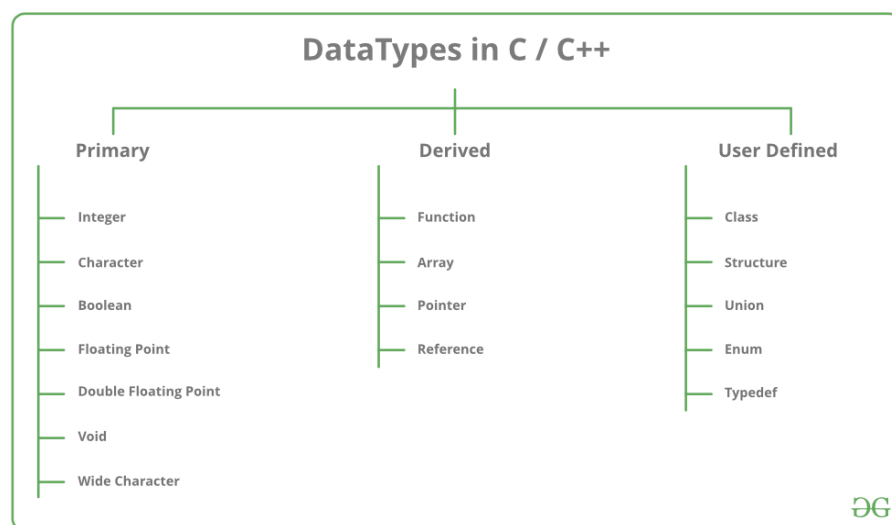 DataTypes in C / C++
Primary
Integer
Character
Boolean
Floating Point
Double Floating Point
Void
Wide Character
Derived
Function
Array
Pointer
Reference
User Defined
Class
Structure
Union
Enum
Typedef